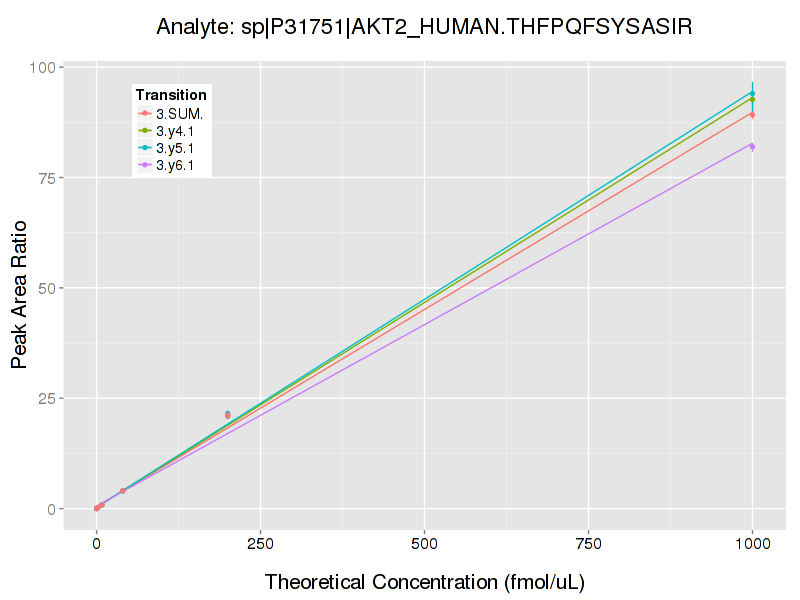 Analyte: sp|P31751|AKT2_HUMAN.THFPQFSYSASIR
Peak Area Ratio
100
75
50
25
0
Transition
3.SUM.
3.y4.1
3.y5.1
3.y6.1
0 250 500 750 1000
Theoretical Concentration (fmol/uL)